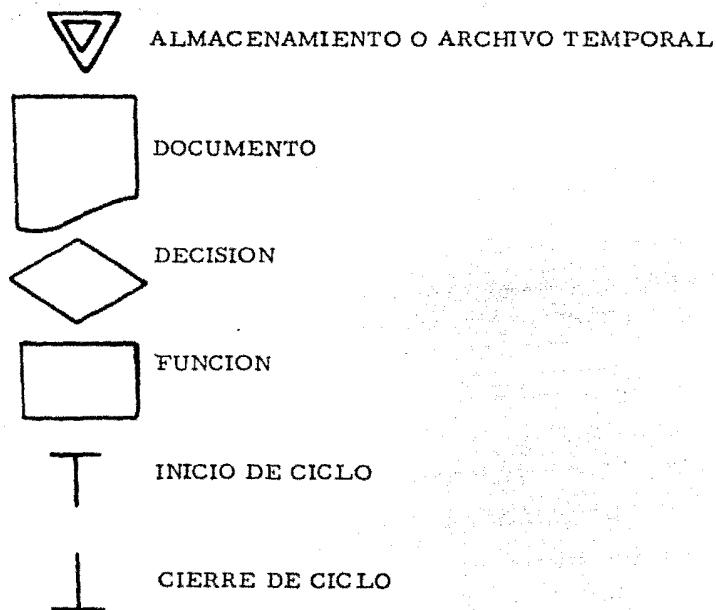 ALMACENAMIENTO O ARCHIVO TEMPORAL
DOCUMENTO
DECISION
FUNCION
INICIO DE CICLO
CIERRE DE CICLO